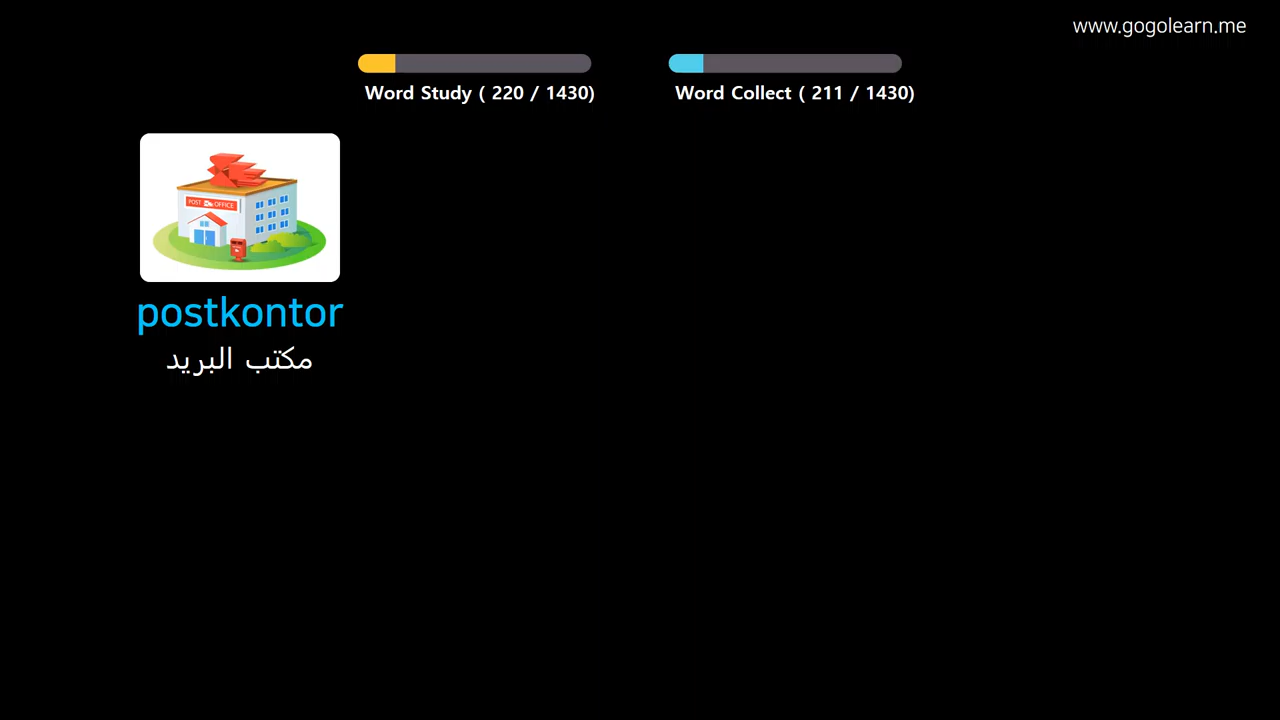 www.gogolearn.me
Word Study ( 220 / 1430)
Word Collect ( 211 / 1430)
POST OFFICE
postkontor
مكتب البريد